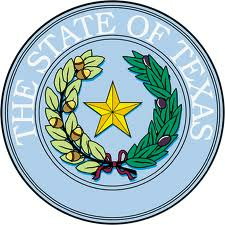 THE STATE OF TEXAS